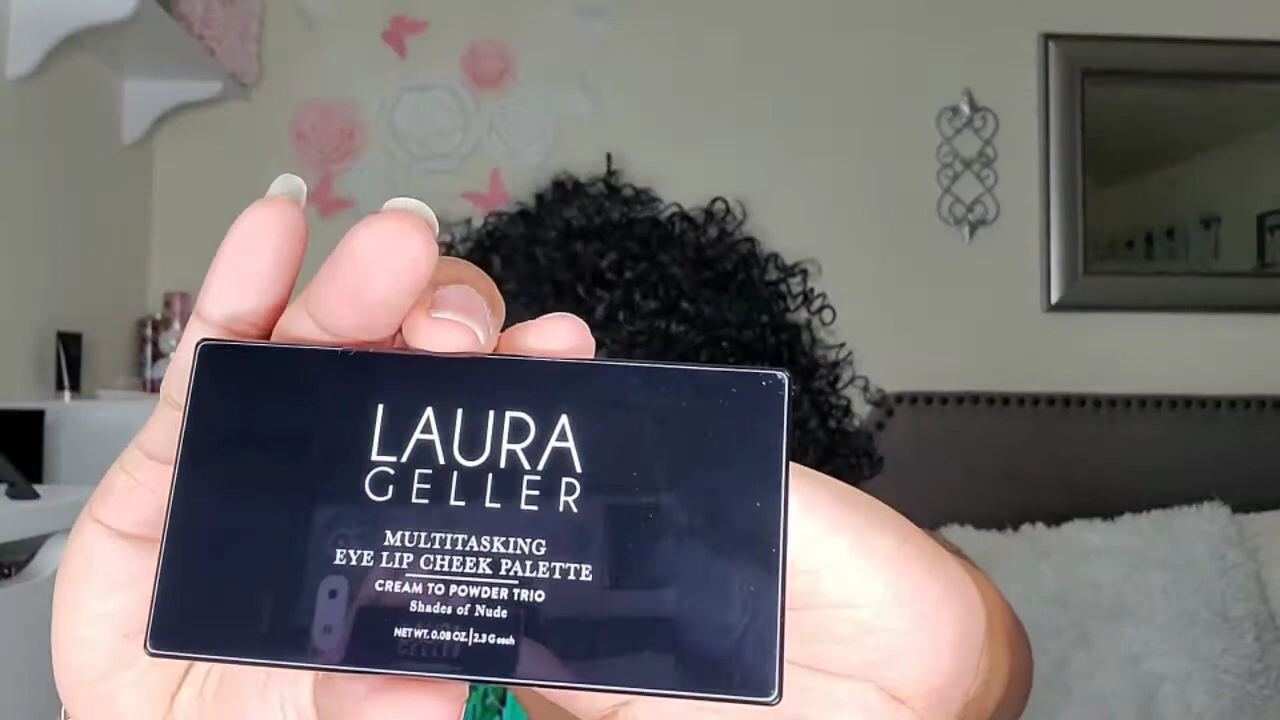 LAURA
GELLER
MULTITASKING
EYE LIP CHEEK PALETTE
CREAM TO POWDER TRIO
Shades of Nude
NET WT. 0.08 OZ.|2.3 G each